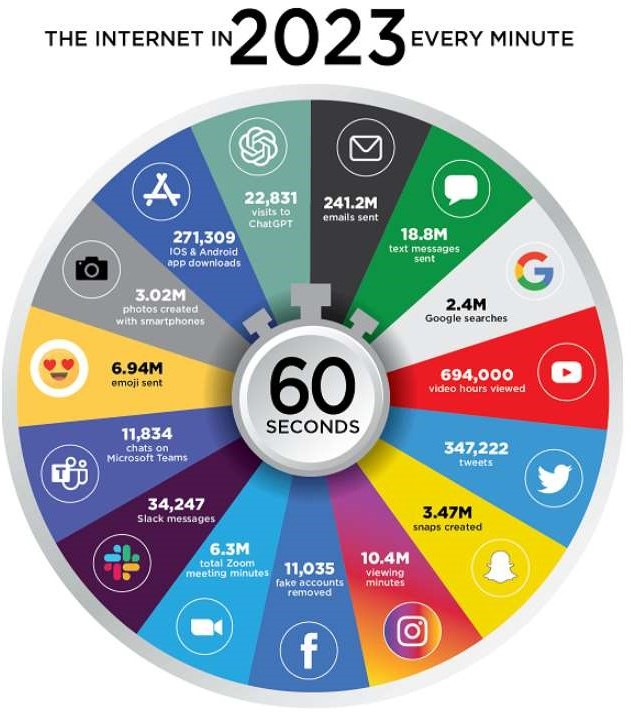 THE INTERNET IN 2023 EVERY MINUTE
241.2M
emails sent
18.8M
text messages
sent
2.4M
Google searches
694,000
video hours viewed
347,222
tweets
3.47M
snaps created
10.4M
viewing
minutes
11,035
fake accounts
removed
6.3M
total Zoom
meeting minutes
34,247
Slack messages
11,834
chats on
Microsoft Teams
6.94M
emoji sent
3.02M
photos created
with smartphones
271,309
IOS & Android
app downloads
22,831
visits to
ChatGPT
60
SECONDS